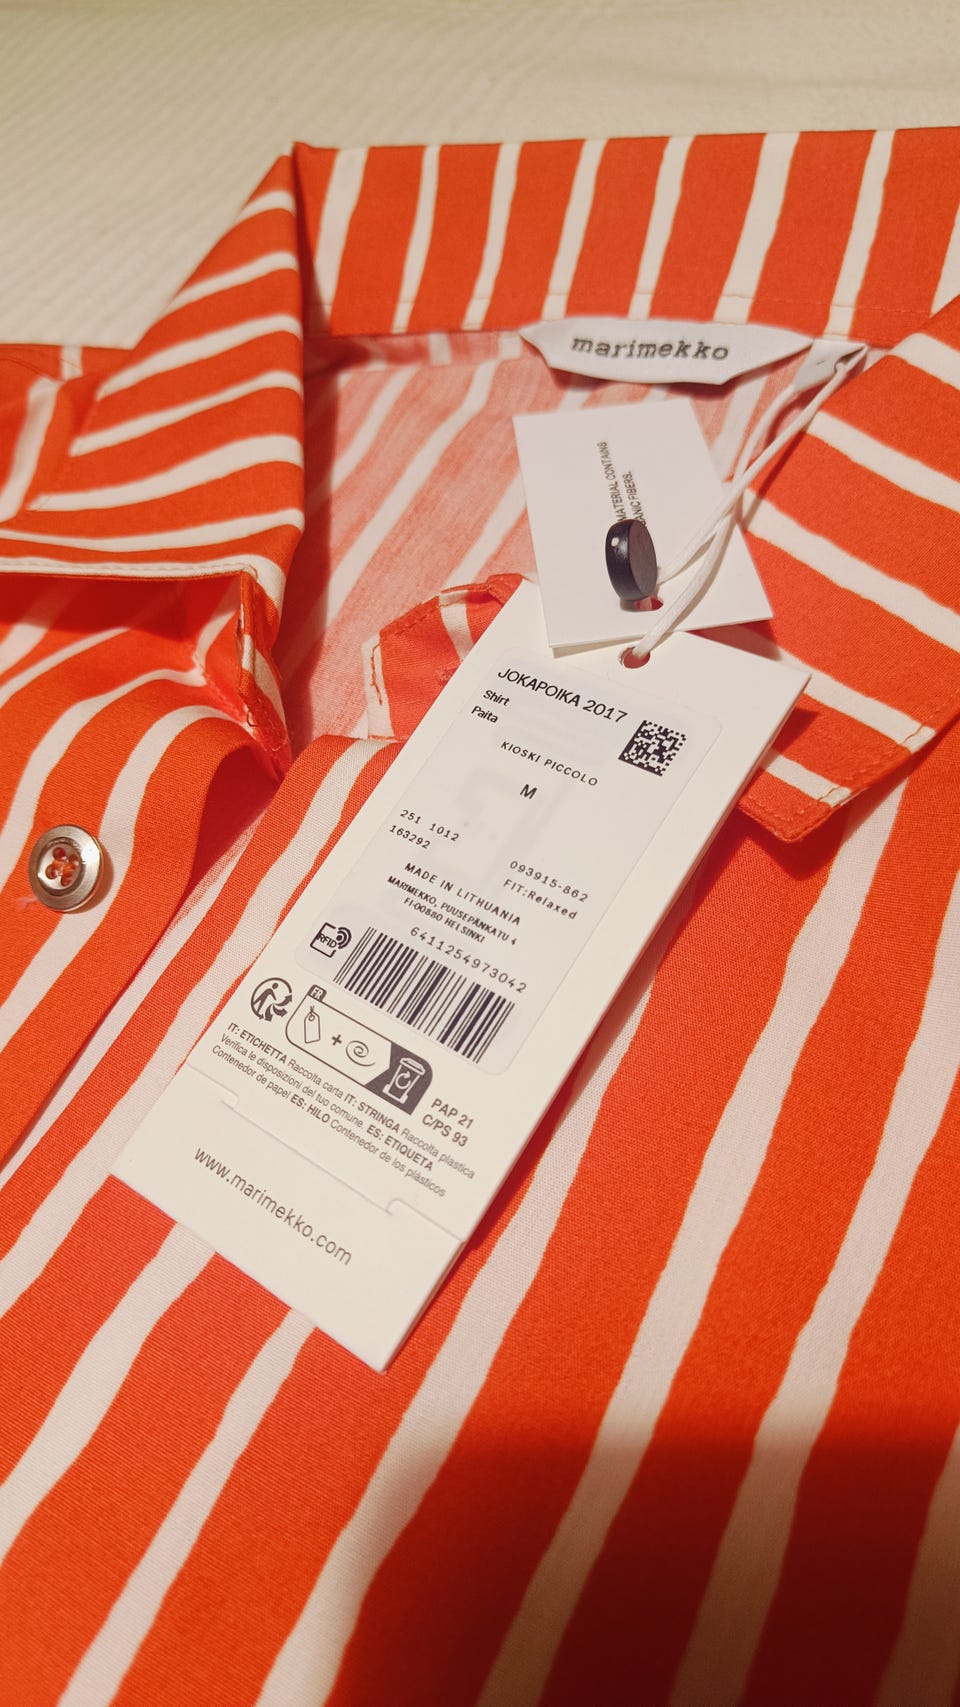 marimekko
MATERIAL CONTAINS
FIBERS.
JOKAPOIKA 2017
Shirt
Paita
KIOSKI PICCOLO
M
251 1012
163292
093915-862
FIT:Relaxed
MADE IN LITHUANIA
MARIMEKKO, PUUSEPÄNKATU 4
FI-00880 HELSINKI
6411254973042
RFID
FR
IT: ETICHETTA Raccolta carta IT: STRINGA Raccolta plastica
Verifica le disposizioni del tuo comune. ES: ETIQUETA
Contenedor de papel ES: HILO Contenedor de los plásticos
PAP 21
C/PS 93
www.marimekko.com